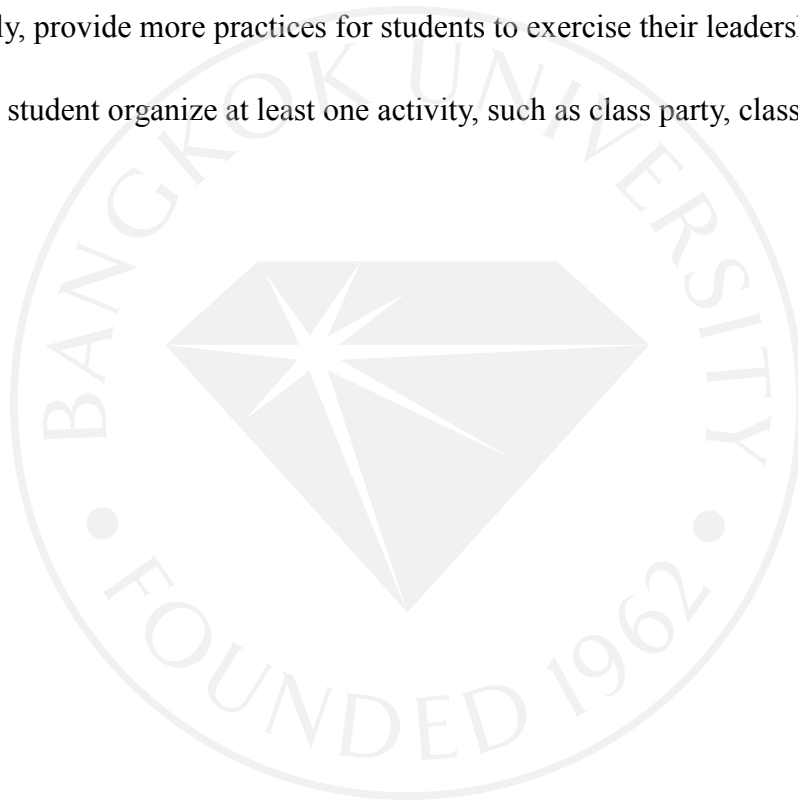 ly, provide more practices for students to exercise their leaders
student organize at least one activity, such as class party, class
BANGKOK UNIVERSITY
FOUNDED 1962